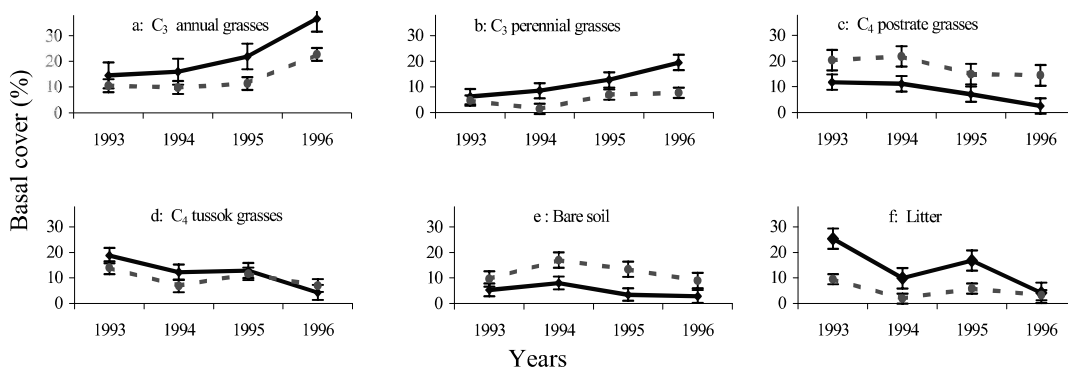 a: C3 annual grasses
b: C3 perennial grasses
c: C4 postrate grasses
30
20
10
0
1993 1994 1995 1996
30
20
10
0
1993 1994 1995 1996
30
20
10
0
1993 1994 1995 1996
Basal cover (%)
d: C4 tussok grasses
e : Bare soil
f: Litter
30
20
10
0
1993 1994 1995 1996
30
20
10
0
1993 1994 1995 1996
30
20
10
0
1993 1994 1995 1996
Years